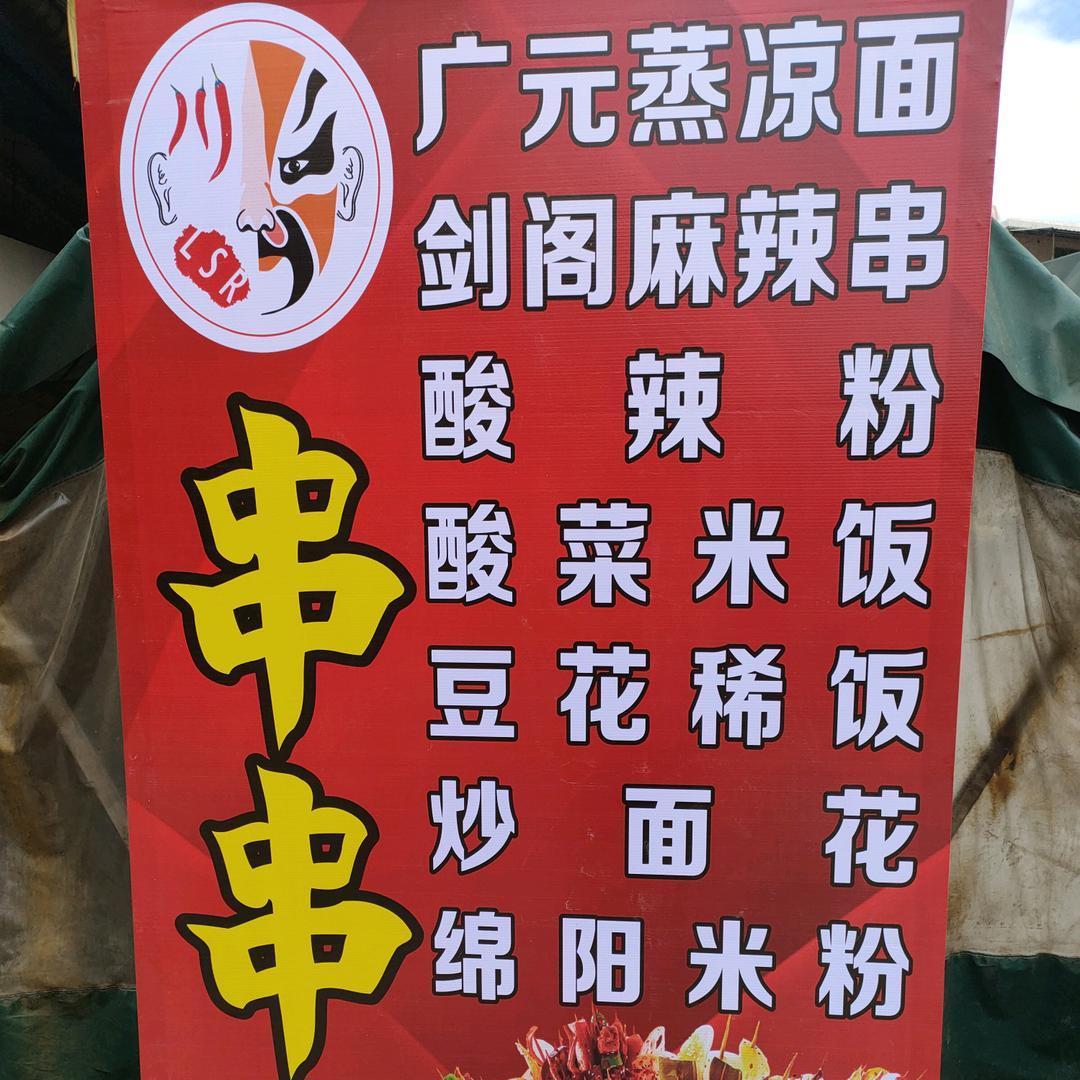 LSR
串串
广元蒸凉面
剑阁麻辣串
酸辣粉
酸菜米饭
豆花稀饭
炒面花
绵阳米粉